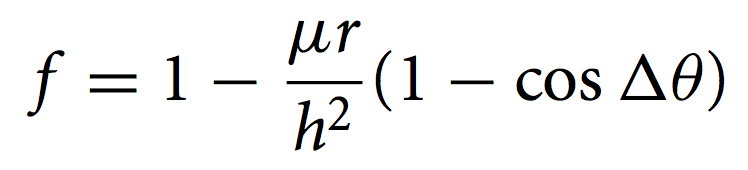 f = 1 − μr/h² (1 − cos Δθ)